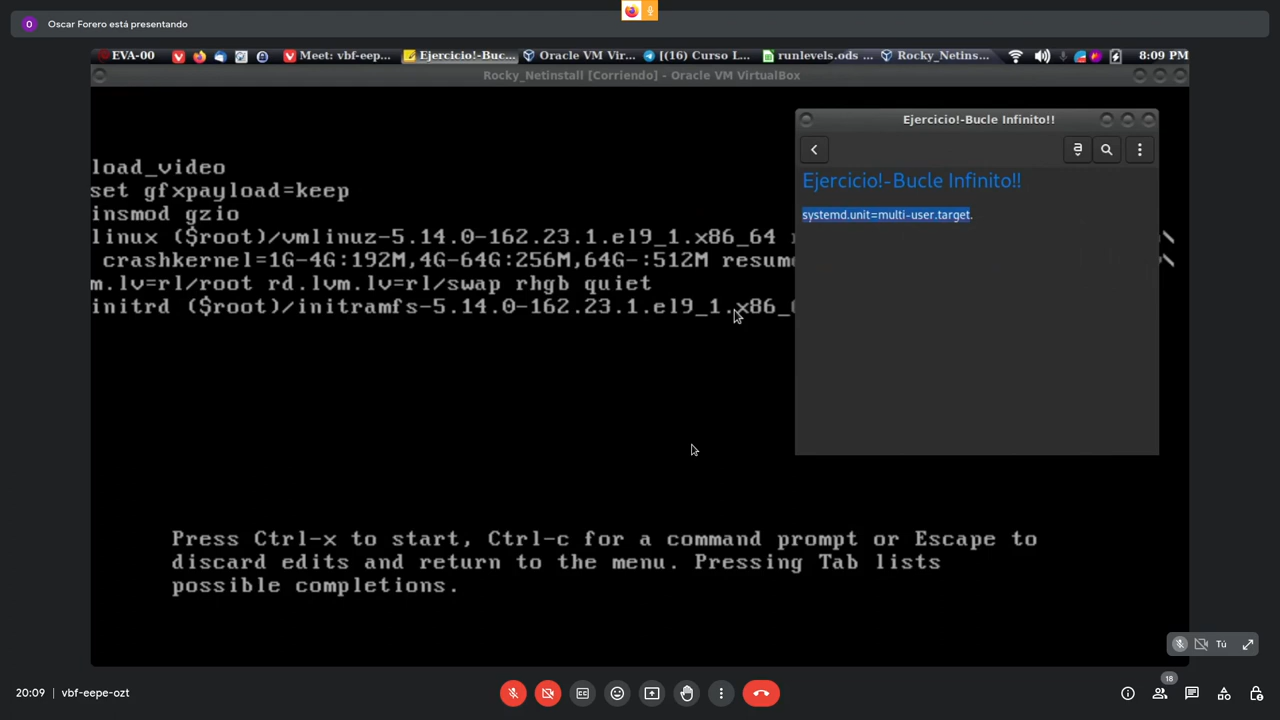 O
Oscar Forero está presentando
EVA-00
Meet: vbf-eepe...
Ejercicio!-Buc...
Oracle VM Vir...
[(16) Curso L...
runlevels.ods ...
Rocky_Netins...
8:09 PM
Rocky_Netinstall [Corriendo] - Oracle VM VirtualBox
load_video
set gfxpayload=keep
insmod gzio
linux ($root)/vmlinuz-5.14.0-162.23.1.el9_1.x86_64 r
\
crashkernel=1G-4G:192M,4G-64G:256M,64G-:512M resum
\
m.lv=rl/root rd.lvm.lv=rl/swap rhgb quiet
initrd ($root)/initramfs-5.14.0-162.23.1.el9_1.x86_
Ejercicio!-Bucle Infinito!!
Ejercicio!-Bucle Infinito!!
systemd.unit=multi-user.target.
Press Ctrl-x to start, Ctrl-c for a command prompt or Escape to
discard edits and return to the menu. Pressing Tab lists
possible completions.
Tú
20:09 | vbf-eepe-ozt
18